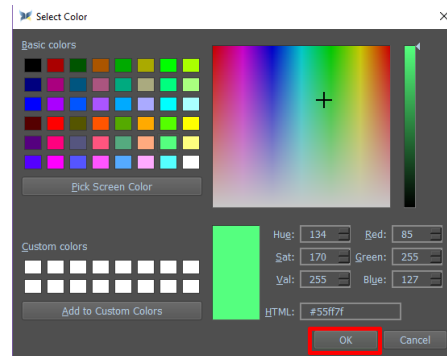 Select Color
Basic colors
Pick Screen Color
Custom colors
Add to Custom Colors
Hue: 134 Red: 85
Sat: 170 Green: 255
Val: 255 Blue: 127
HTML: #55ff7f
OK Cancel